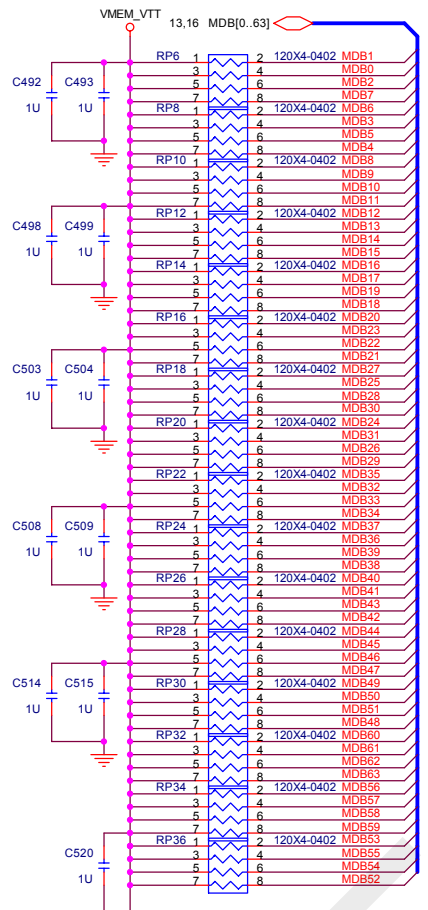 VMEM_VTT
13,16 MDB[0..63]
RP6 1 2 120X4-0402 MDB1
3 4 MDB0
C492 C493 5 6 MDB2
7 8 MDB7
1U 1U RP8 1 2 120X4-0402 MDB6
3 4 MDB3
5 6 MDB5
7 8 MDB4
RP10 1 2 120X4-0402 MDB8
3 4 MDB9
5 6 MDB10
7 8 MDB11
RP12 1 2 120X4-0402 MDB12
C498 C499 3 4 MDB13
5 6 MDB14
1U 1U 7 8 MDB15
RP14 1 2 120X4-0402 MDB16
3 4 MDB17
5 6 MDB19
7 8 MDB18
RP16 1 2 120X4-0402 MDB20
3 4 MDB23
5 6 MDB22
7 8 MDB21
C503 C504 RP18 1 2 120X4-0402 MDB27
3 4 MDB25
1U 1U 5 6 MDB28
7 8 MDB30
RP20 1 2 120X4-0402 MDB24
3 4 MDB31
5 6 MDB26
7 8 MDB29
RP22 1 2 120X4-0402 MDB35
3 4 MDB32
5 6 MDB33
7 8 MDB34
C508 C509 RP24 1 2 120X4-0402 MDB37
3 4 MDB36
1U 1U 5 6 MDB39
7 8 MDB38
RP26 1 2 120X4-0402 MDB40
3 4 MDB41
5 6 MDB43
7 8 MDB42
RP28 1 2 120X4-0402 MDB44
3 4 MDB45
5 6 MDB46
7 8 MDB47
C514 C515 RP30 1 2 120X4-0402 MDB49
3 4 MDB50
1U 1U 5 6 MDB51
7 8 MDB48
RP32 1 2 120X4-0402 MDB60
3 4 MDB61
5 6 MDB62
7 8 MDB63
RP34 1 2 120X4-0402 MDB56
3 4 MDB57
5 6 MDB58
7 8 MDB59
RP36 1 2 120X4-0402 MDB53
C520 3 4 MDB55
5 6 MDB54
1U 7 8 MDB52